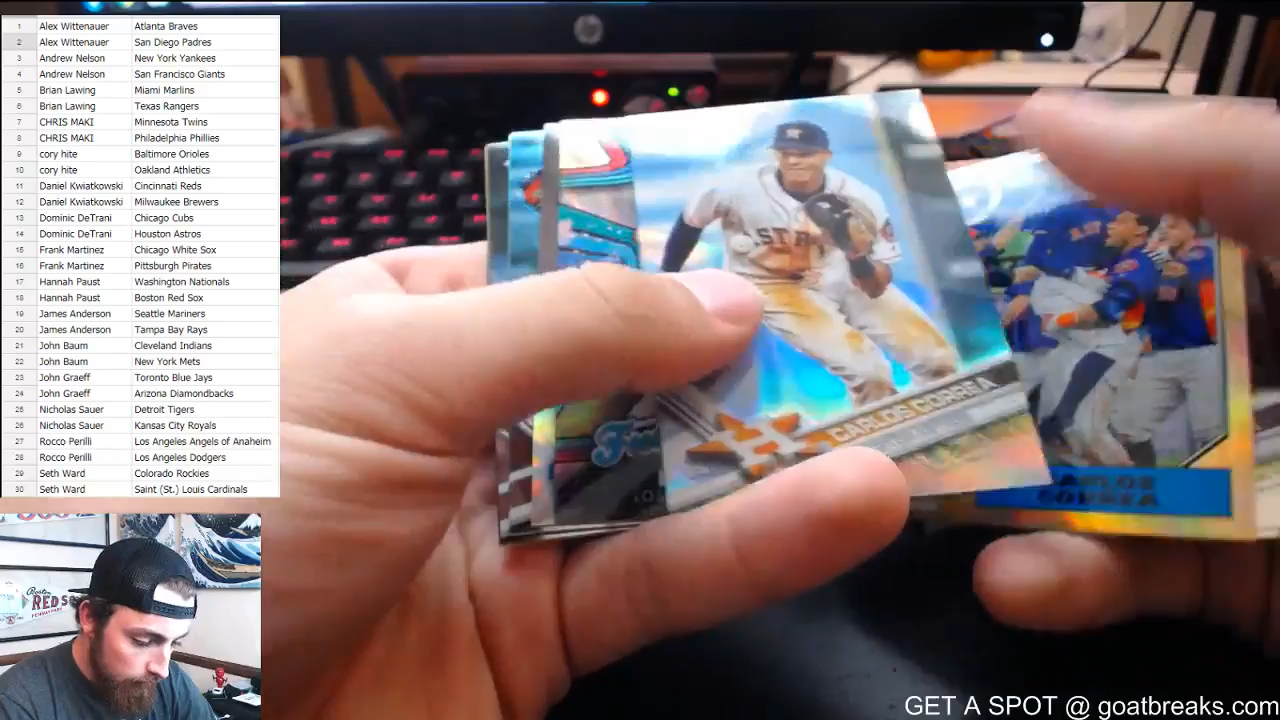 1 Alex Wittenauer Atlanta Braves
2 Alex Wittenauer San Diego Padres
3 Andrew Nelson New York Yankees
4 Andrew Nelson San Francisco Giants
5 Brian Lawing Miami Marlins
6 Brian Lawing Texas Rangers
7 CHRIS MAKI Minnesota Twins
8 CHRIS MAKI Philadelphia Phillies
9 cory hite Baltimore Orioles
10 cory hite Oakland Athletics
11 Daniel Kwiatkowski Cincinnati Reds
12 Daniel Kwiatkowski Milwaukee Brewers
13 Dominic DeTrani Chicago Cubs
14 Dominic DeTrani Houston Astros
15 Frank Martinez Chicago White Sox
16 Frank Martinez Pittsburgh Pirates
17 Hannah Paust Washington Nationals
18 Hannah Paust Boston Red Sox
19 James Anderson Seattle Mariners
20 James Anderson Tampa Bay Rays
21 John Baum Cleveland Indians
22 John Baum New York Mets
23 John Graeff Toronto Blue Jays
24 John Graeff Arizona Diamondbacks
25 Nicholas Sauer Detroit Tigers
26 Nicholas Sauer Kansas City Royals
27 Rocco Perilli Los Angeles Angels of Anaheim
28 Rocco Perilli Los Angeles Dodgers
29 Seth Ward Colorado Rockies
30 Seth Ward Saint (St.) Louis Cardinals
CARLOS CORREA
CARLOS
CORREA
Boston
RED S
GET A SPOT @ goatbreaks.com